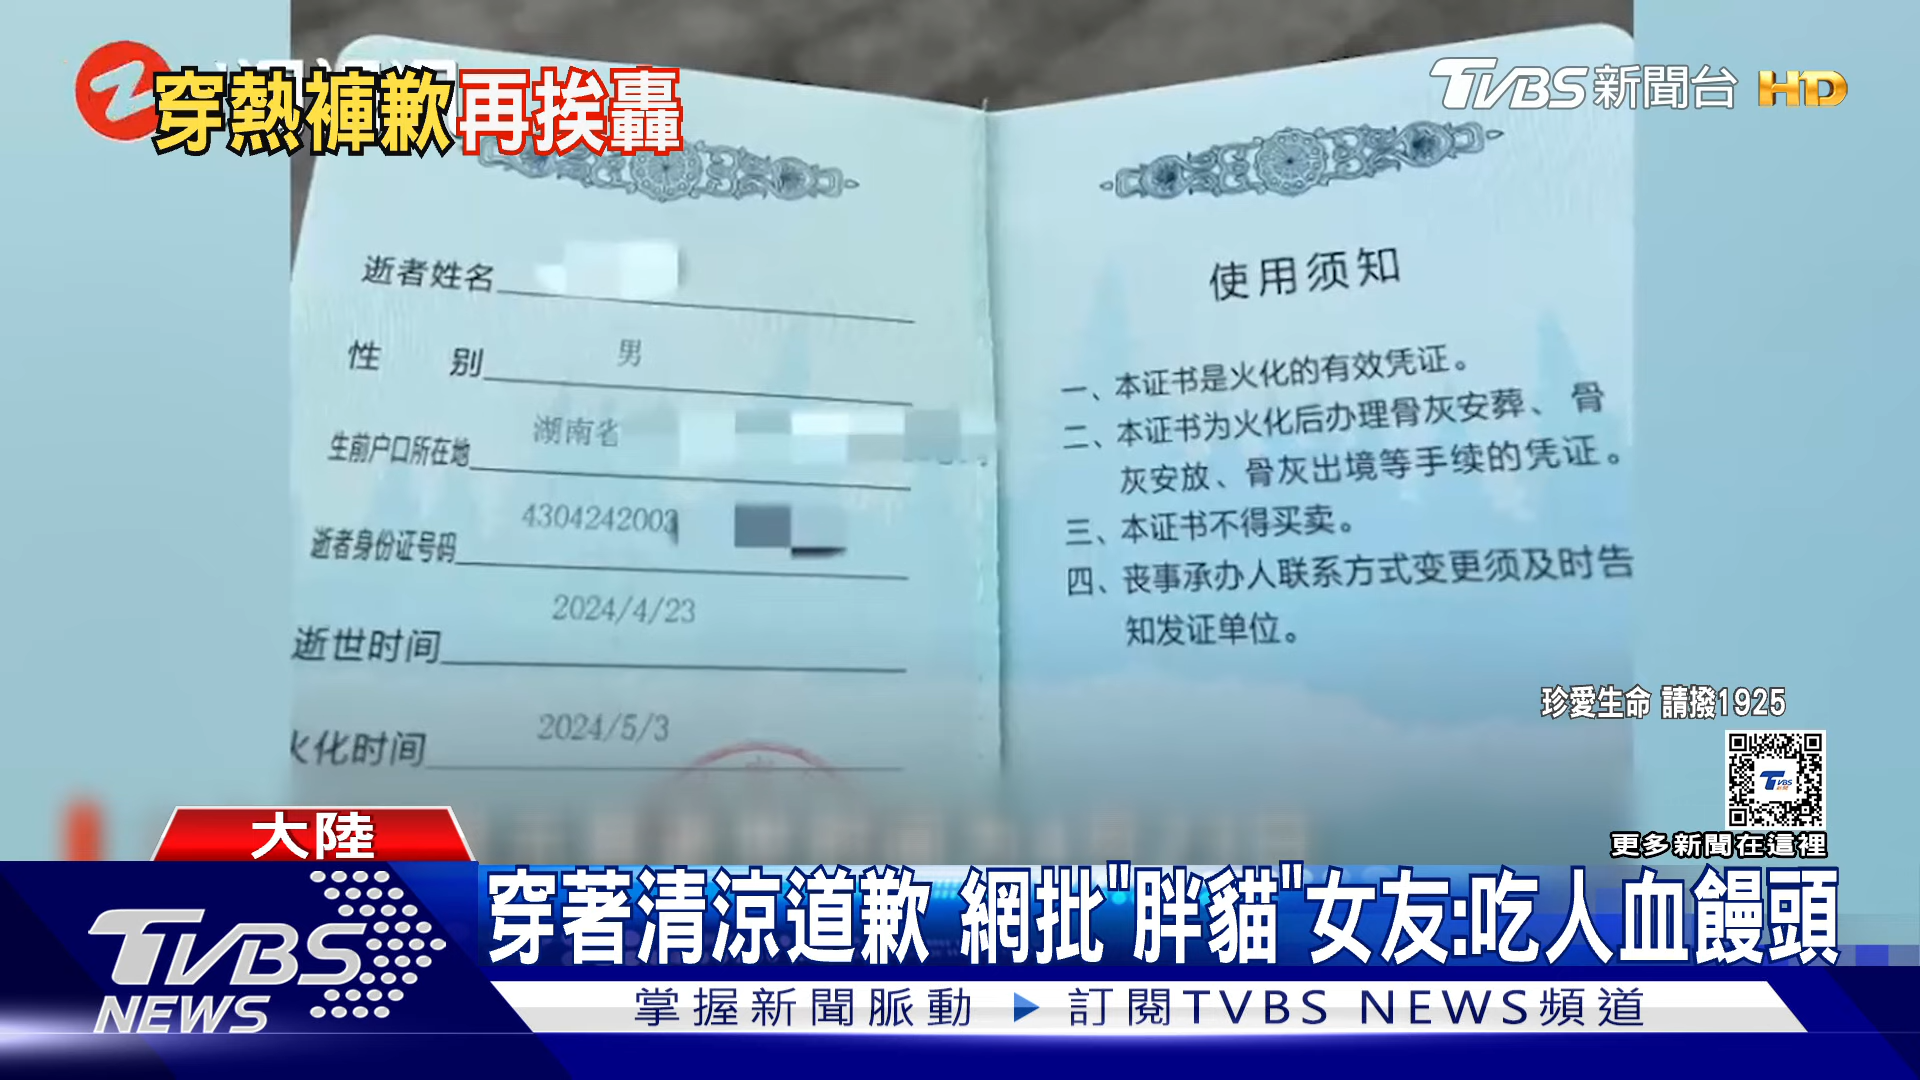 穿熱褲歉再挨轟
TVBS新聞台 HD
逝者姓名
性 别 男
生前户口所在地 湖南省
逝者身份证号码 4304242003
逝世时间 2024/4/23
火化时间 2024/5/3
使用须知
一、本证书是火化的有效凭证。
二、本证书为火化后办理骨灰安葬、骨
灰安放、骨灰出境等手续的凭证。
三、本证书不得买卖。
四、丧事承办人联系方式变更须及时告
知发证单位。
珍愛生命 請撥1925
TVBS
更多新聞在這裡
大陸
穿著清涼道歉 網批"胖貓"女友:吃人血饅頭
TVBS NEWS
掌握新聞脈動 ▶ 訂閱TVBS NEWS頻道